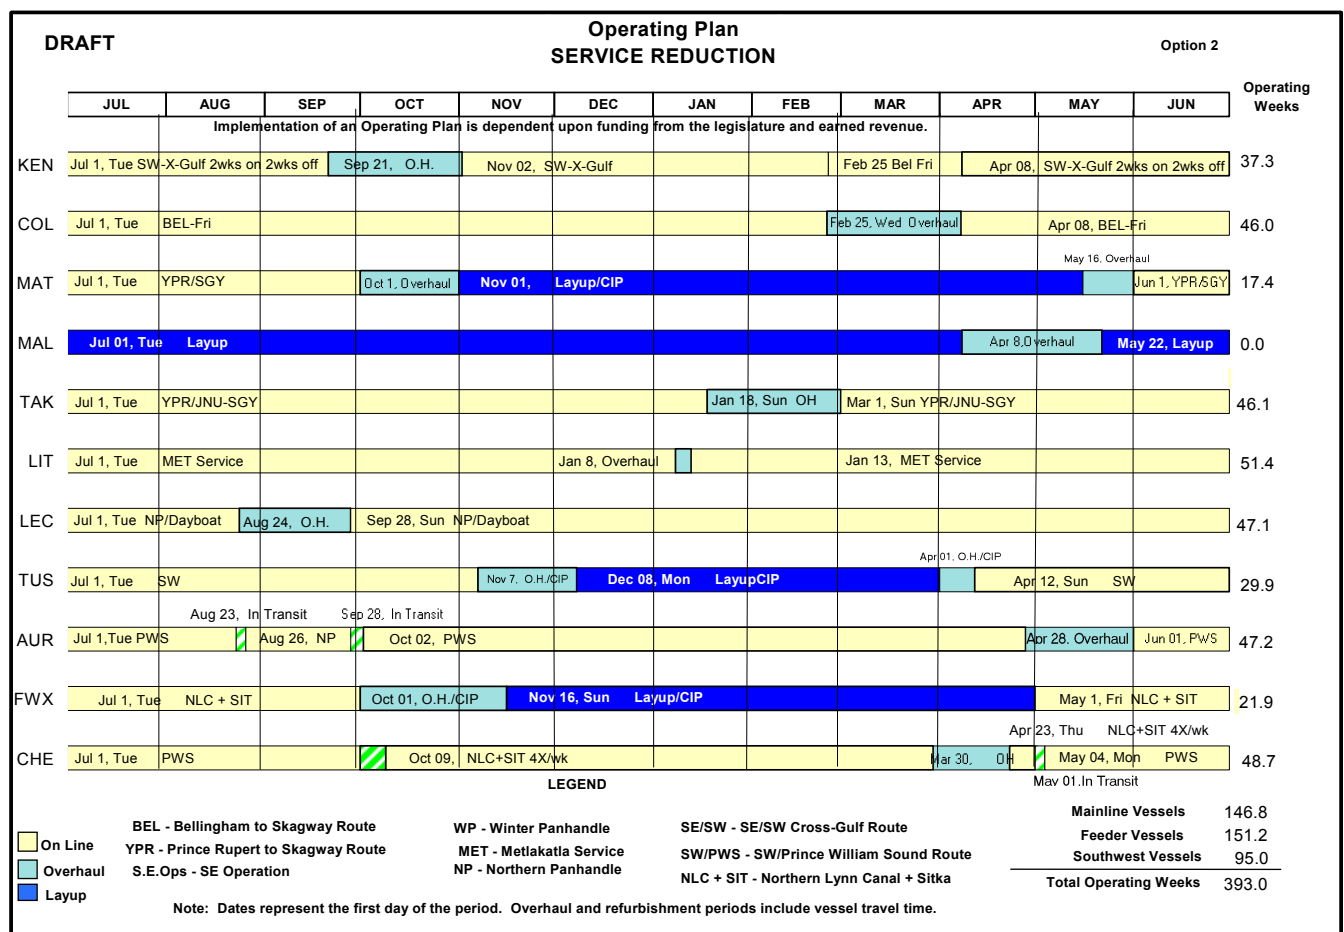 DRAFT
Operating Plan
SERVICE REDUCTION
Option 2
JUL AUG SEP OCT NOV DEC JAN FEB MAR APR MAY JUN
Operating
Weeks
Implementation of an Operating Plan is dependent upon funding from the legislature and earned revenue.
KEN Jul 1, Tue SW-X-Gulf 2wks on 2wks off Sep 21, O.H. Nov 02, SW-X-Gulf Feb 25 Bel Fri Apr 08, SW-X-Gulf 2wks on 2wks off 37.3
COL Jul 1, Tue BEL-Fri Feb 25, Wed Overhaul Apr 08, BEL-Fri 46.0
May 16, Overhaul
MAT Jul 1, Tue YPR/SGY Oct 1, Overhaul Nov 01, Layup/CIP Jun 1, YPR/SGY 17.4
MAL Jul 01, Tue Layup Apr 8,Overhaul May 22, Layup 0.0
TAK Jul 1, Tue YPR/JNU-SGY Jan 18, Sun OH Mar 1, Sun YPR/JNU-SGY 46.1
LIT Jul 1, Tue MET Service Jan 8, Overhaul Jan 13, MET Service 51.4
LEC Jul 1, Tue NP/Dayboat Aug 24, O.H. Sep 28, Sun NP/Dayboat 47.1
Apr 01, O.H./CIP
TUS Jul 1, Tue SW Nov 7, O.H./CIP Dec 08, Mon LayupCIP Apr 12, Sun SW 29.9
Aug 23, In Transit Sep 28, In Transit
AUR Jul 1,Tue PWS Aug 26, NP Oct 02, PWS Apr 28. Overhaul Jun 01, PWS 47.2
FWX Jul 1, Tue NLC + SIT Oct 01, O.H./CIP Nov 16, Sun Layup/CIP May 1, Fri NLC + SIT 21.9
Apr 23, Thu NLC+SIT 4X/wk
CHE Jul 1, Tue PWS Oct 09, NLC+SIT 4X/wk Mar 30, OH May 04, Mon PWS 48.7
May 01.In Transit
LEGEND
On Line
Overhaul
Layup
BEL - Bellingham to Skagway Route
YPR - Prince Rupert to Skagway Route
S.E.Ops - SE Operation
WP - Winter Panhandle
MET - Metlakatla Service
NP - Northern Panhandle
SE/SW - SE/SW Cross-Gulf Route
SW/PWS - SW/Prince William Sound Route
NLC + SIT - Northern Lynn Canal + Sitka
Mainline Vessels 146.8
Feeder Vessels 151.2
Southwest Vessels 95.0
Total Operating Weeks 393.0
Note: Dates represent the first day of the period. Overhaul and refurbishment periods include vessel travel time.